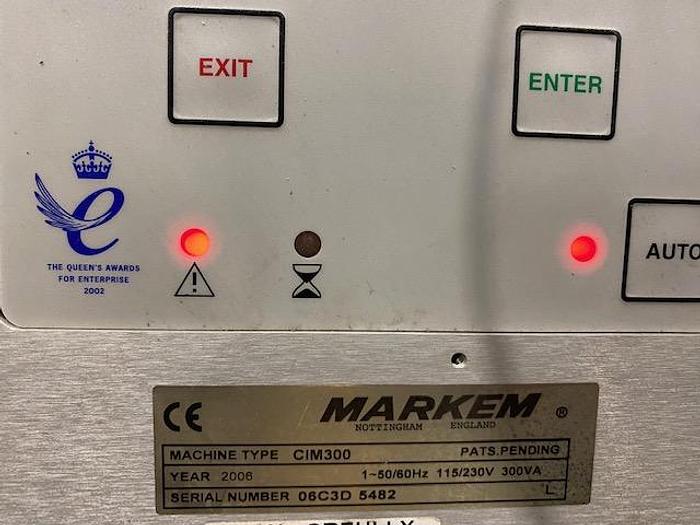 EXIT
ENTER
THE QUEEN'S AWARDS
FOR ENTERPRISE
2002
AUTO
CE MARKEM ®
NOTTINGHAM ENGLAND
MACHINE TYPE CIM300 PATS.PENDING
YEAR 2006 1~50/60Hz 115/230V 300VA
SERIAL NUMBER 06C3D 5482 L